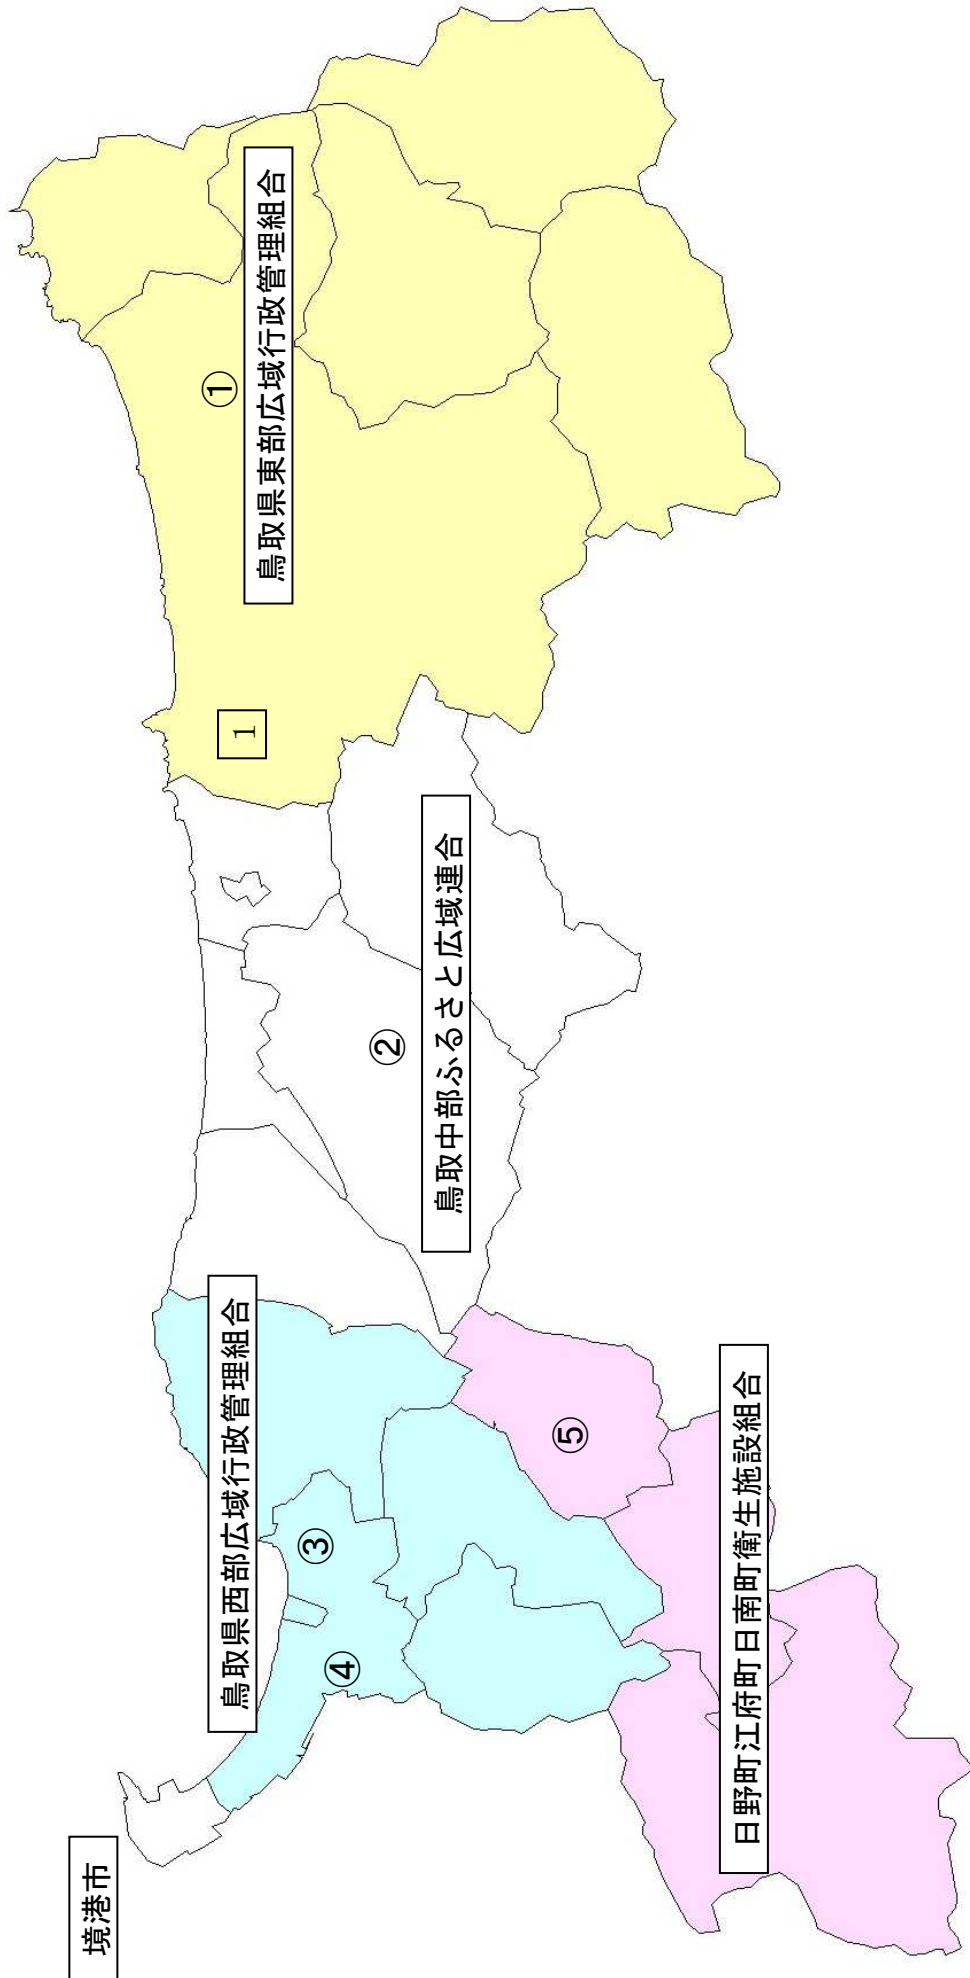 境港市
鳥取県西部広域行政管理組合
③
④
⑤
日野町江府町日南町衛生施設組合
②
鳥取中部ふるさと広域連合
1
①
鳥取県東部広域行政管理組合